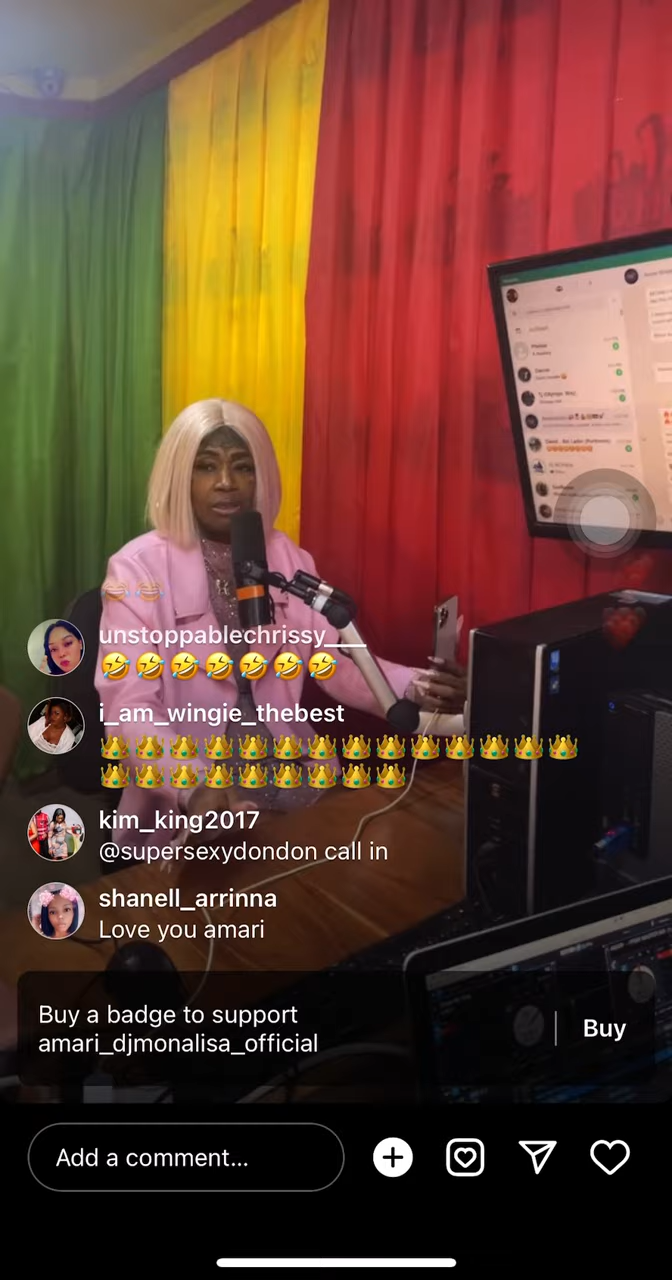 unstoppablechrissy___
🤣🤣🤣🤣🤣🤣🤣
i_am_wingie_thebest
👑👑👑👑👑👑👑👑👑👑👑👑👑👑
👑👑👑👑👑👑👑👑👑
kim_king2017
@supersexydondon call in
shanell_arrinna
Love you amari
Buy a badge to support
amari_djmonalisa_official
Buy
Add a comment...